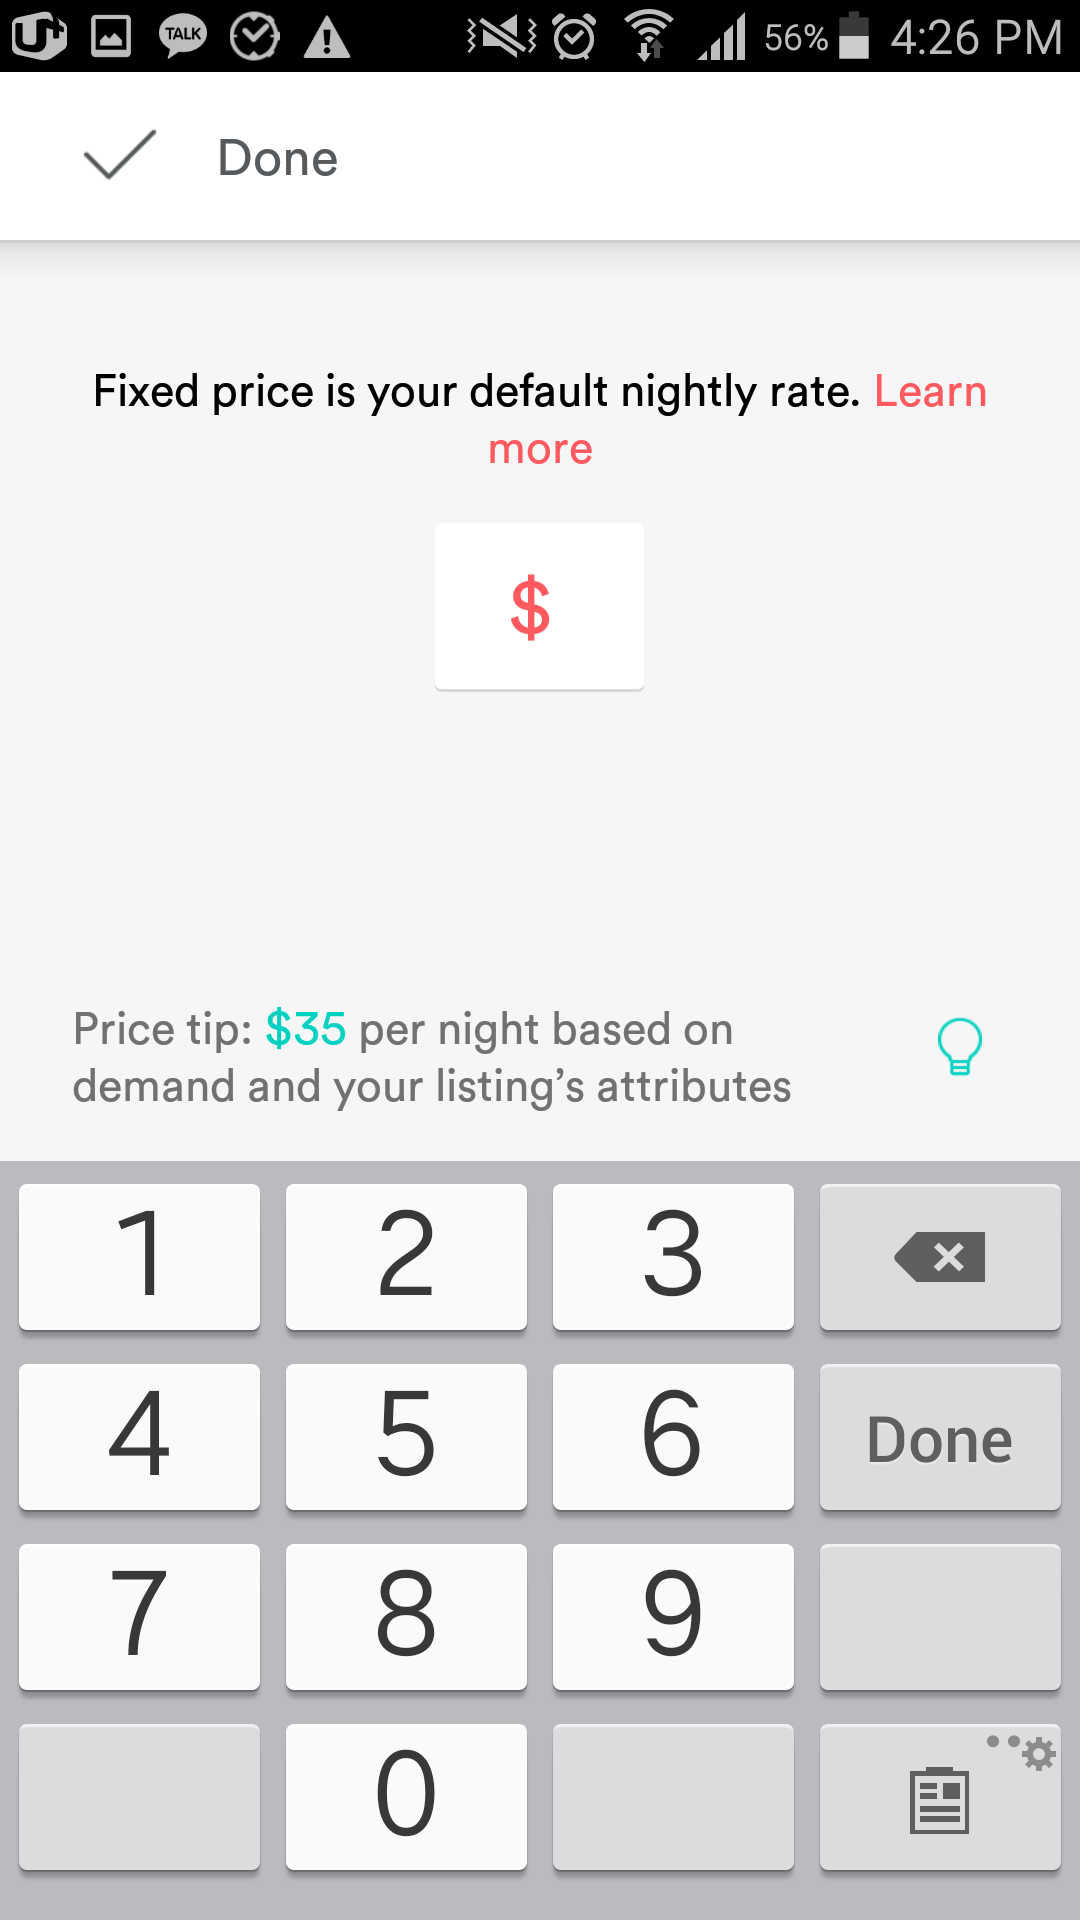 U+ TALK 56% 4:26 PM
Done
Fixed price is your default nightly rate. Learn
more
$
Price tip: $35 per night based on
demand and your listing’s attributes
1 2 3
4 5 6 Done
7 8 9
0